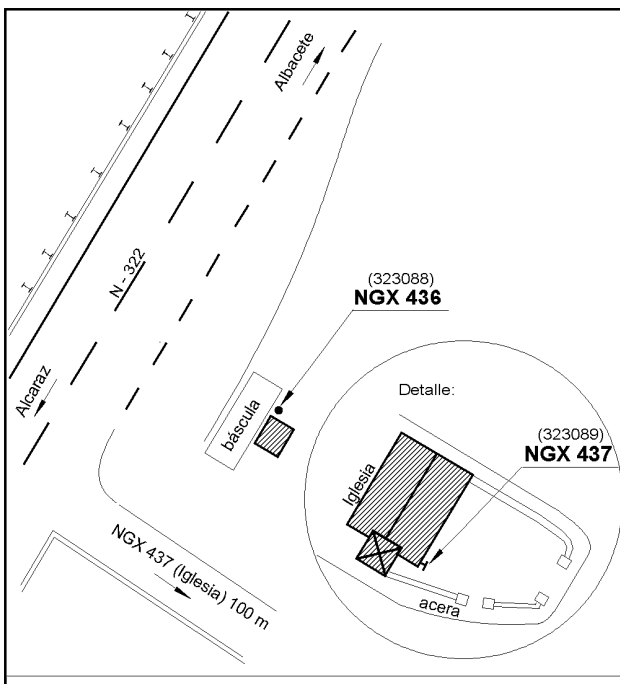 Albacete
N - 322
Alcaraz
(323088)
NGX 436
báscula
Detalle:
(323089)
NGX 437
Iglesia
acera
NGX 437 (Iglesia) 100 m